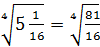 ⁴√(5 1/16) = ⁴√(81/16)